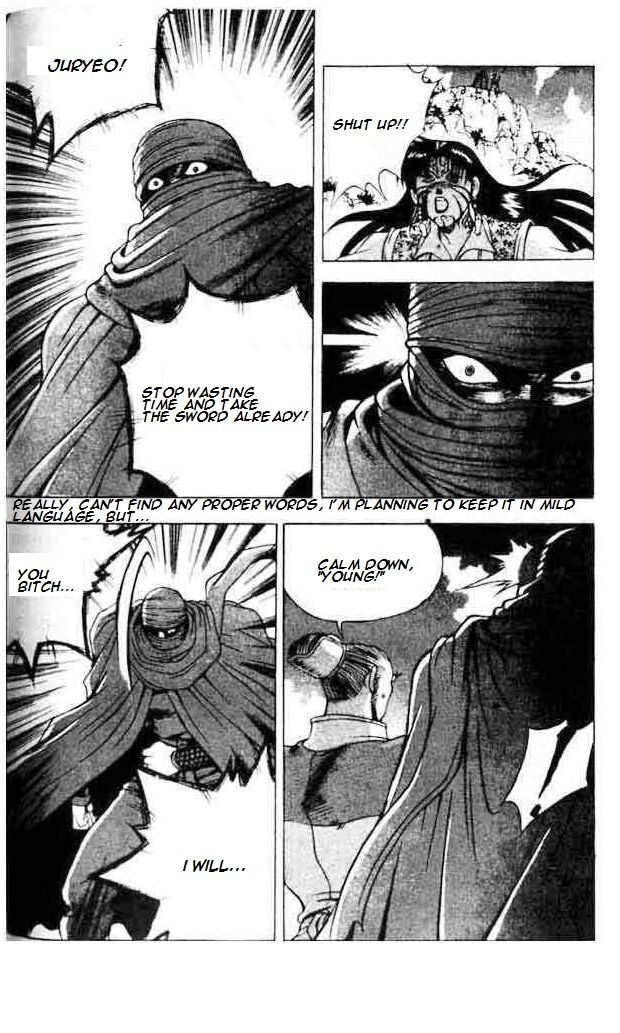 JURYEO!
STOP WASTING
TIME AND TAKE
THE SWORD ALREADY!
SHUT UP!!
REALLY, CAN'T FIND ANY PROPER WORDS, I'M PLANNING TO KEEP IT IN MILD
LANGUAGE, BUT...
YOU
BITCH...
I WILL...
CALM DOWN,
"YOUNG!"
!